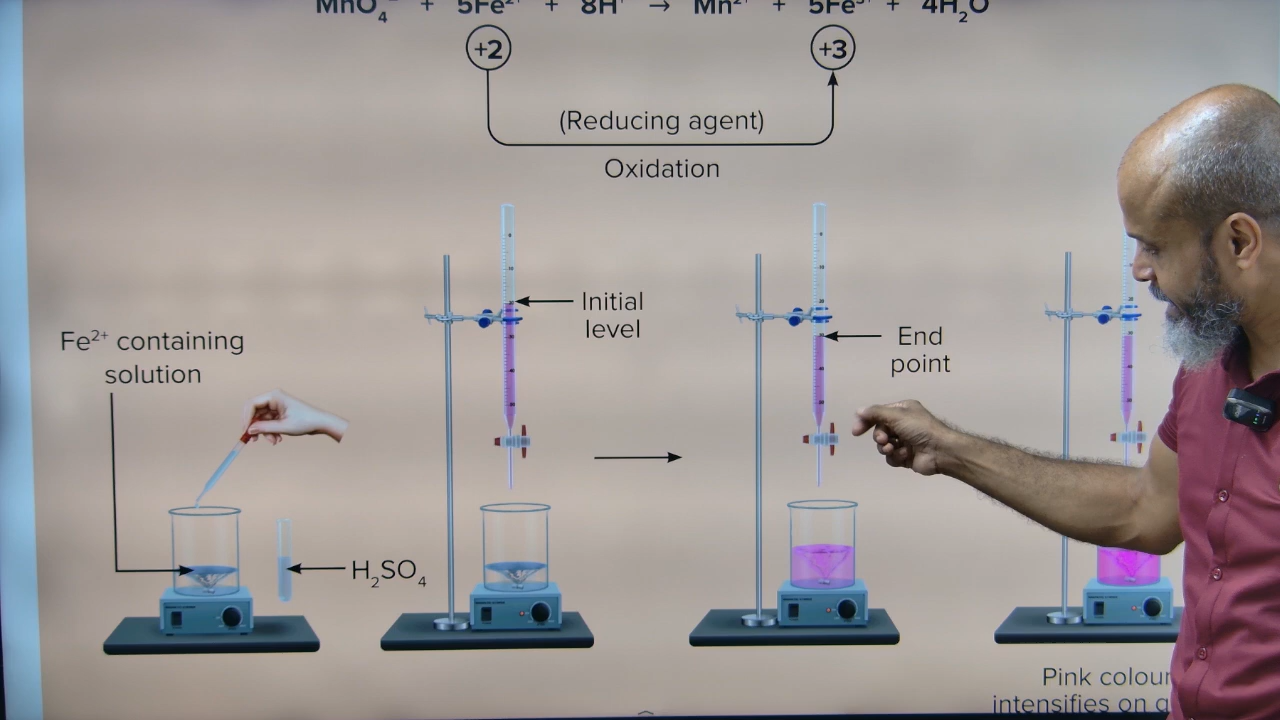 MnO₄⁻ + 5Fe²⁺ + 8H⁺ → Mn²⁺ + 5Fe³⁺ + 4H₂O
+2
+3
(Reducing agent)
Oxidation
Initial
level
End
point
Fe²⁺ containing
solution
H₂SO₄
Pink colour
intensifies on